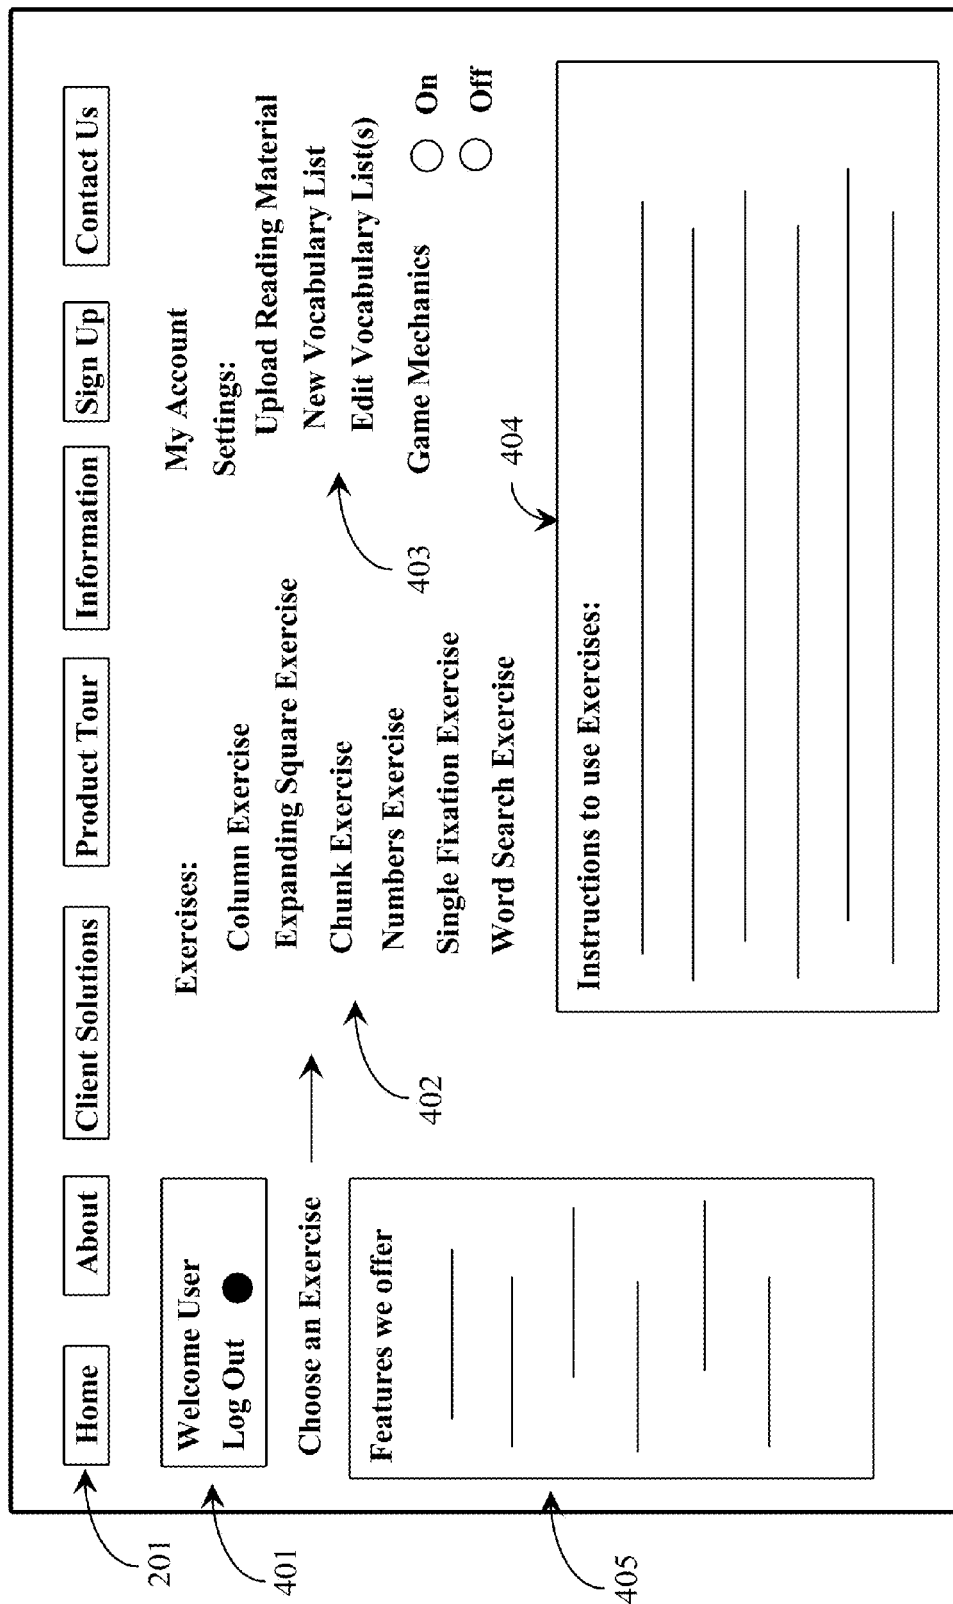 Home About Client Solutions Product Tour Information Sign Up Contact Us
201
Welcome User
Log Out
401
Choose an Exercise
Features we offer
405
Exercises:
Column Exercise
Expanding Square Exercise
Chunk Exercise
Numbers Exercise
Single Fixation Exercise
Word Search Exercise
402
My Account
Settings:
Upload Reading Material
New Vocabulary List
Edit Vocabulary List(s)
Game Mechanics On
Off
403
404
Instructions to use Exercises: